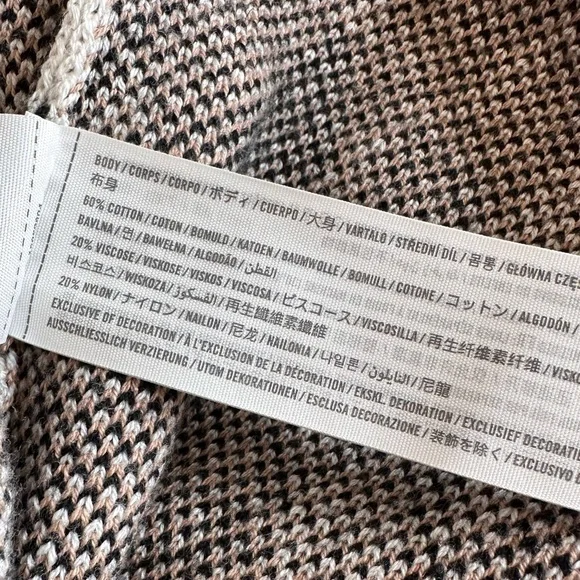 BODY / CORPS / CORPO / ボディ / CUERPO / 大身 / VARTALO / STŘEDNÍ DÍL / 몸통 / GŁÓWNA
布身
60% COTTON / COTON / BOMULD / KATOEN / BAUMWOLLE / BOMULL / COTONE / コットン / ALGODÓN /
BAVLNA / 면 / BAWEŁNA / ALGODÃO / القطن
20% VISCOSE / VISKOSE / VISKOS / VISCOSA / ビスコース / VISCOSILLA / 再生纤维素纤维 /
비스코스 / WISKOZA / الفسكوز / 再生纖維素纖維
20% NYLON / ナイロン / NAILON / 尼龙 / NAILONIA / 나일론 / النايلون / 尼龍
EXCLUSIVE OF DECORATION / À L'EXCLUSION DE LA DÉCORATION / EKSKL. DEKORATION / EXCLUSIEF
AUSSCHLIESSLICH VERZIERUNG / UTOM DEKORATIONEN / ESCLUSA DECORAZIONE / 装飾を除く / EXCLUSIVO